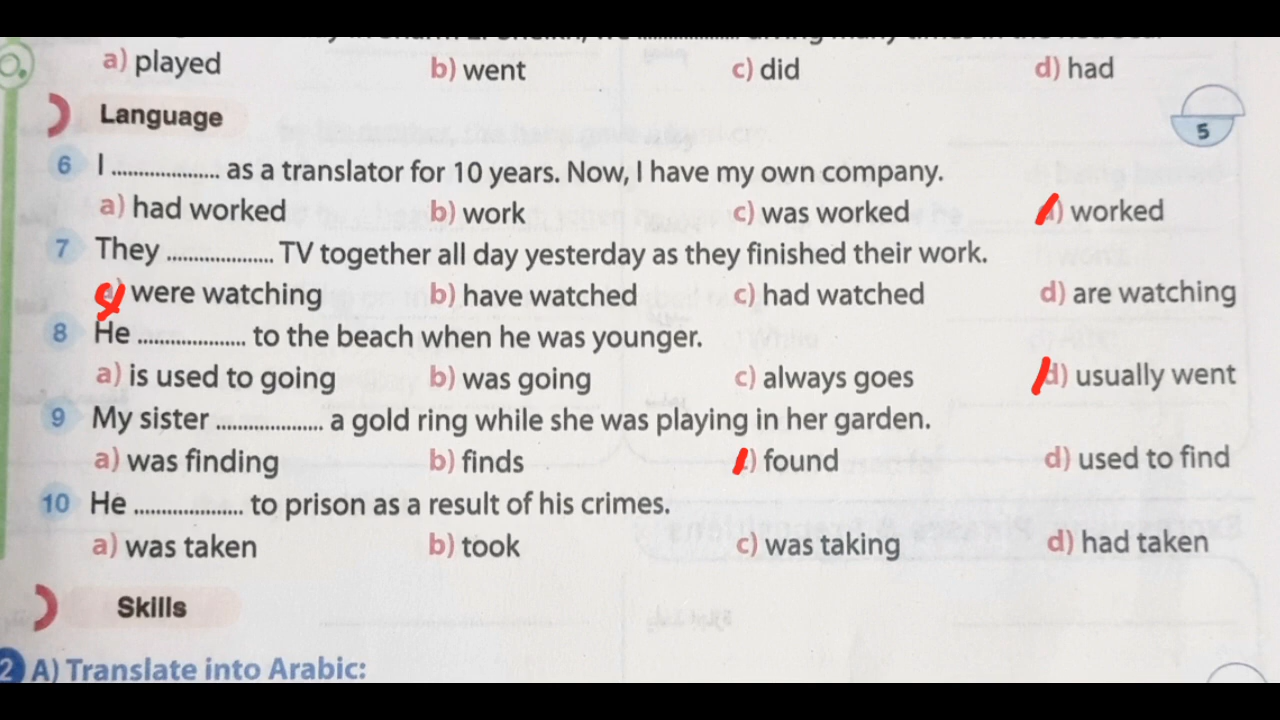 a) played b) went c) did d) had
Language
5
6 I .................... as a translator for 10 years. Now, I have my own company.
a) had worked b) work c) was worked worked
7 They .................... TV together all day yesterday as they finished their work.
were watching b) have watched c) had watched d) are watching
8 He .................... to the beach when he was younger.
a) is used to going b) was going c) always goes d) usually went
9 My sister .................... a gold ring while she was playing in her garden.
a) was finding b) finds found d) used to find
10 He .................... to prison as a result of his crimes.
a) was taken b) took c) was taking d) had taken
Skills
2 A) Translate into Arabic: